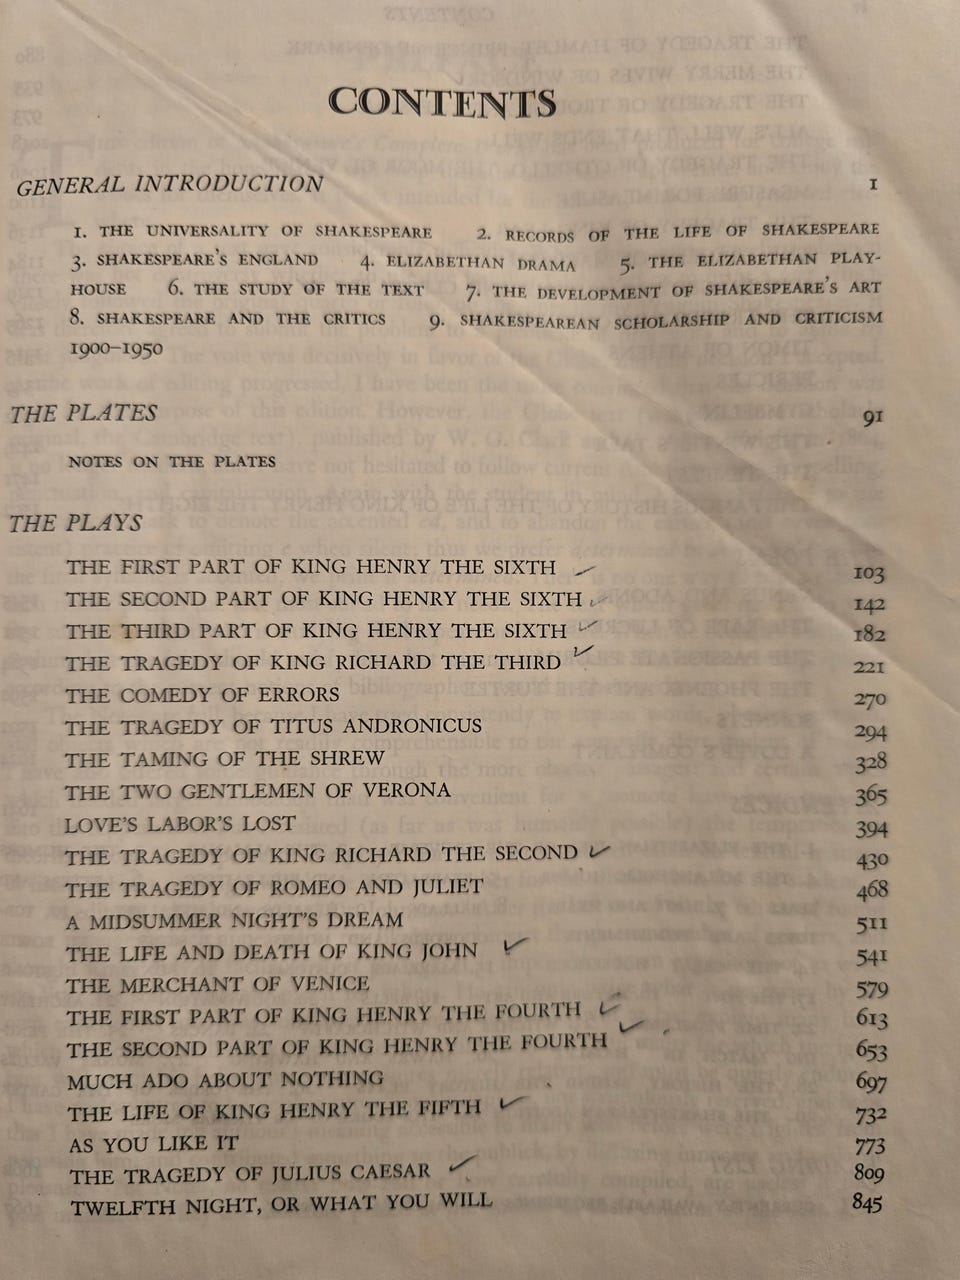 CONTENTS
GENERAL INTRODUCTION 1
1. THE UNIVERSALITY OF SHAKESPEARE 2. RECORDS OF THE LIFE OF SHAKESPEARE
3. SHAKESPEARE'S ENGLAND 4. ELIZABETHAN DRAMA 5. THE ELIZABETHAN PLAY-
HOUSE 6. THE STUDY OF THE TEXT 7. THE DEVELOPMENT OF SHAKESPEARE'S ART
8. SHAKESPEARE AND THE CRITICS 9. SHAKESPEAREAN SCHOLARSHIP AND CRITICISM
1900–1950
THE PLATES 91
NOTES ON THE PLATES
THE PLAYS
THE FIRST PART OF KING HENRY THE SIXTH ✓ 103
THE SECOND PART OF KING HENRY THE SIXTH ✓ 142
THE THIRD PART OF KING HENRY THE SIXTH ✓ 182
THE TRAGEDY OF KING RICHARD THE THIRD ✓ 221
THE COMEDY OF ERRORS 270
THE TRAGEDY OF TITUS ANDRONICUS 294
THE TAMING OF THE SHREW 328
THE TWO GENTLEMEN OF VERONA 365
LOVE'S LABOR'S LOST 394
THE TRAGEDY OF KING RICHARD THE SECOND ✓ 430
THE TRAGEDY OF ROMEO AND JULIET 468
A MIDSUMMER NIGHT'S DREAM 511
THE LIFE AND DEATH OF KING JOHN ✓ 541
THE MERCHANT OF VENICE 579
THE FIRST PART OF KING HENRY THE FOURTH ✓ 613
THE SECOND PART OF KING HENRY THE FOURTH ✓ 653
MUCH ADO ABOUT NOTHING 697
THE LIFE OF KING HENRY THE FIFTH ✓ 732
AS YOU LIKE IT 773
THE TRAGEDY OF JULIUS CAESAR ✓ 809
TWELFTH NIGHT, OR WHAT YOU WILL 845